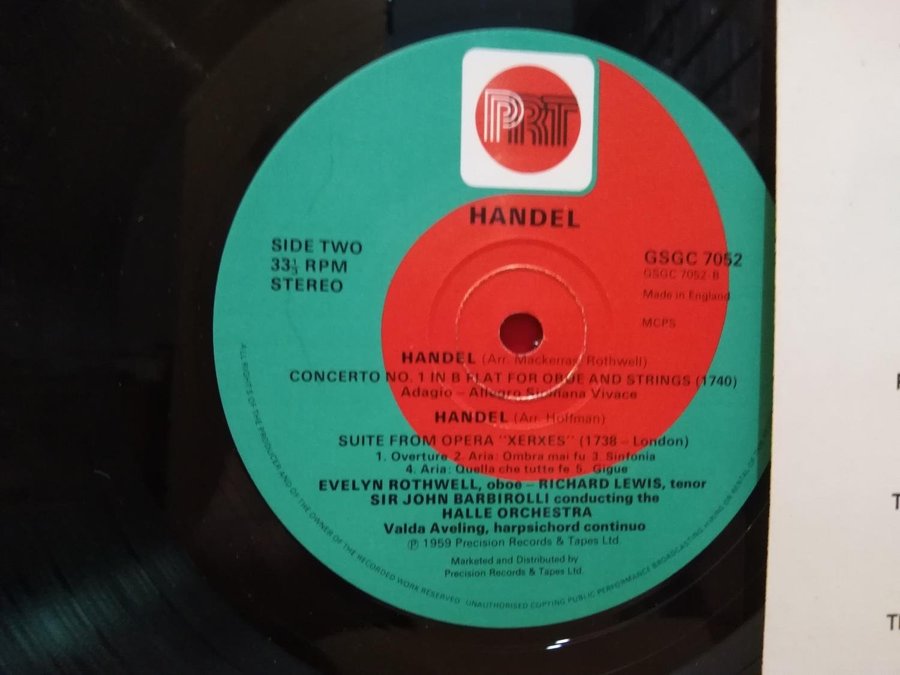 PRT
HANDEL
SIDE TWO
33⅓ RPM
STEREO
GSGC 7052
GSGC 7052-B
Made in England
MCPS
HANDEL (Arr. Mackerras, Rothwell)
CONCERTO NO. 1 IN B FLAT FOR OBOE AND STRINGS (1740)
Adagio – Allegro Siciliana Vivace
HANDEL (Arr. Hoffman)
SUITE FROM OPERA "XERXES" (1738 – London)
1. Overture 2. Aria: Ombra mai fu 3. Sinfonia
4. Aria: Quella che tutta fe 5. Gigue
EVELYN ROTHWELL, oboe – RICHARD LEWIS, tenor
SIR JOHN BARBIROLLI conducting the
HALLE ORCHESTRA
Valda Aveling, harpsichord continuo
℗ 1959 Precision Records & Tapes Ltd.
Marketed and Distributed by
Precision Records & Tapes Ltd.
ALL RIGHTS OF THE PRODUCER AND OF THE OWNER OF THE RECORDED WORK RESERVED. UNAUTHORISED COPYING PUBLIC PERFORMANCE BROADCASTING, HIRING OR RENTAL OF